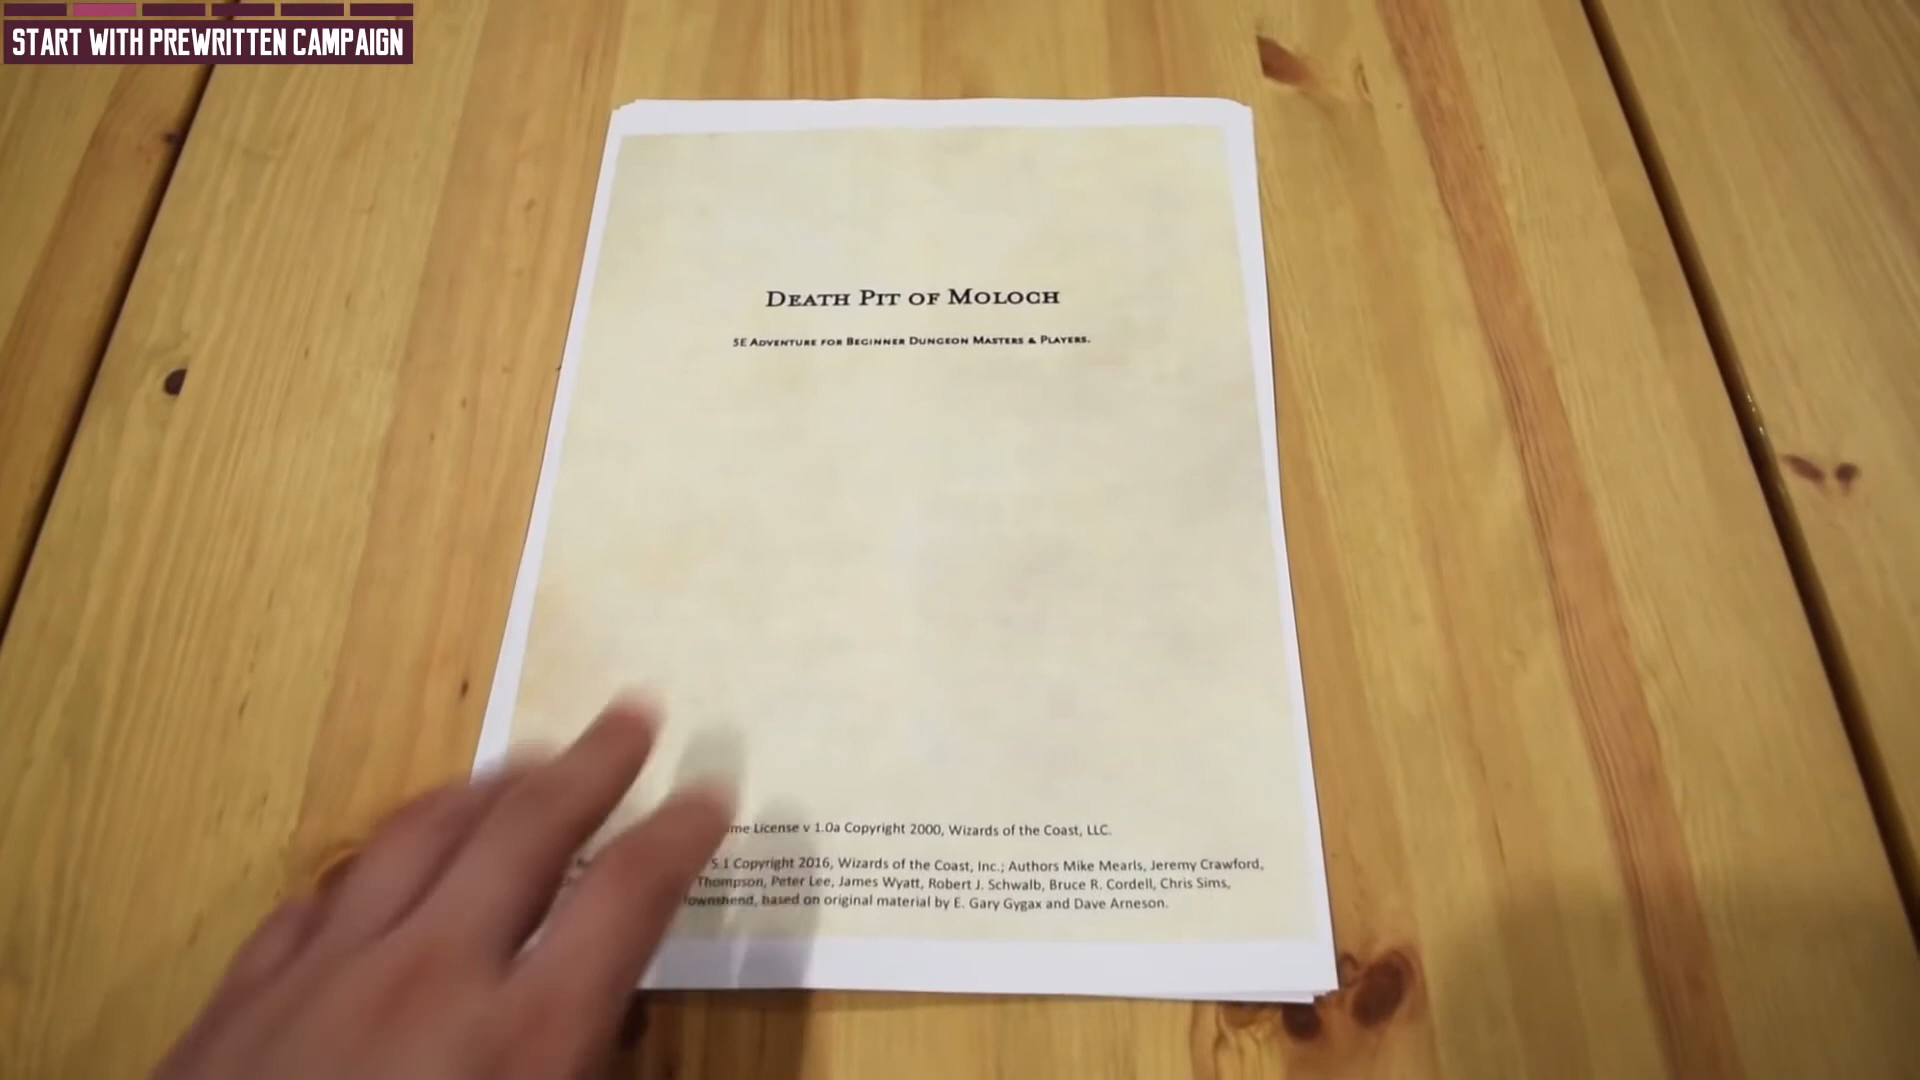 START WITH PREWRITTEN CAMPAIGN
DEATH PIT OF MOLOCH
5E ADVENTURE FOR BEGINNER DUNGEON MASTERS & PLAYERS.
License v 1.0a Copyright 2000, Wizards of the Coast, LLC.
5.1 Copyright 2016, Wizards of the Coast, Inc.; Authors Mike Mearls, Jeremy Crawford,
Thompson, Peter Lee, James Wyatt, Robert J. Schwalb, Bruce R. Cordell, Chris Sims,
based on original material by E. Gary Gygax and Dave Arneson.